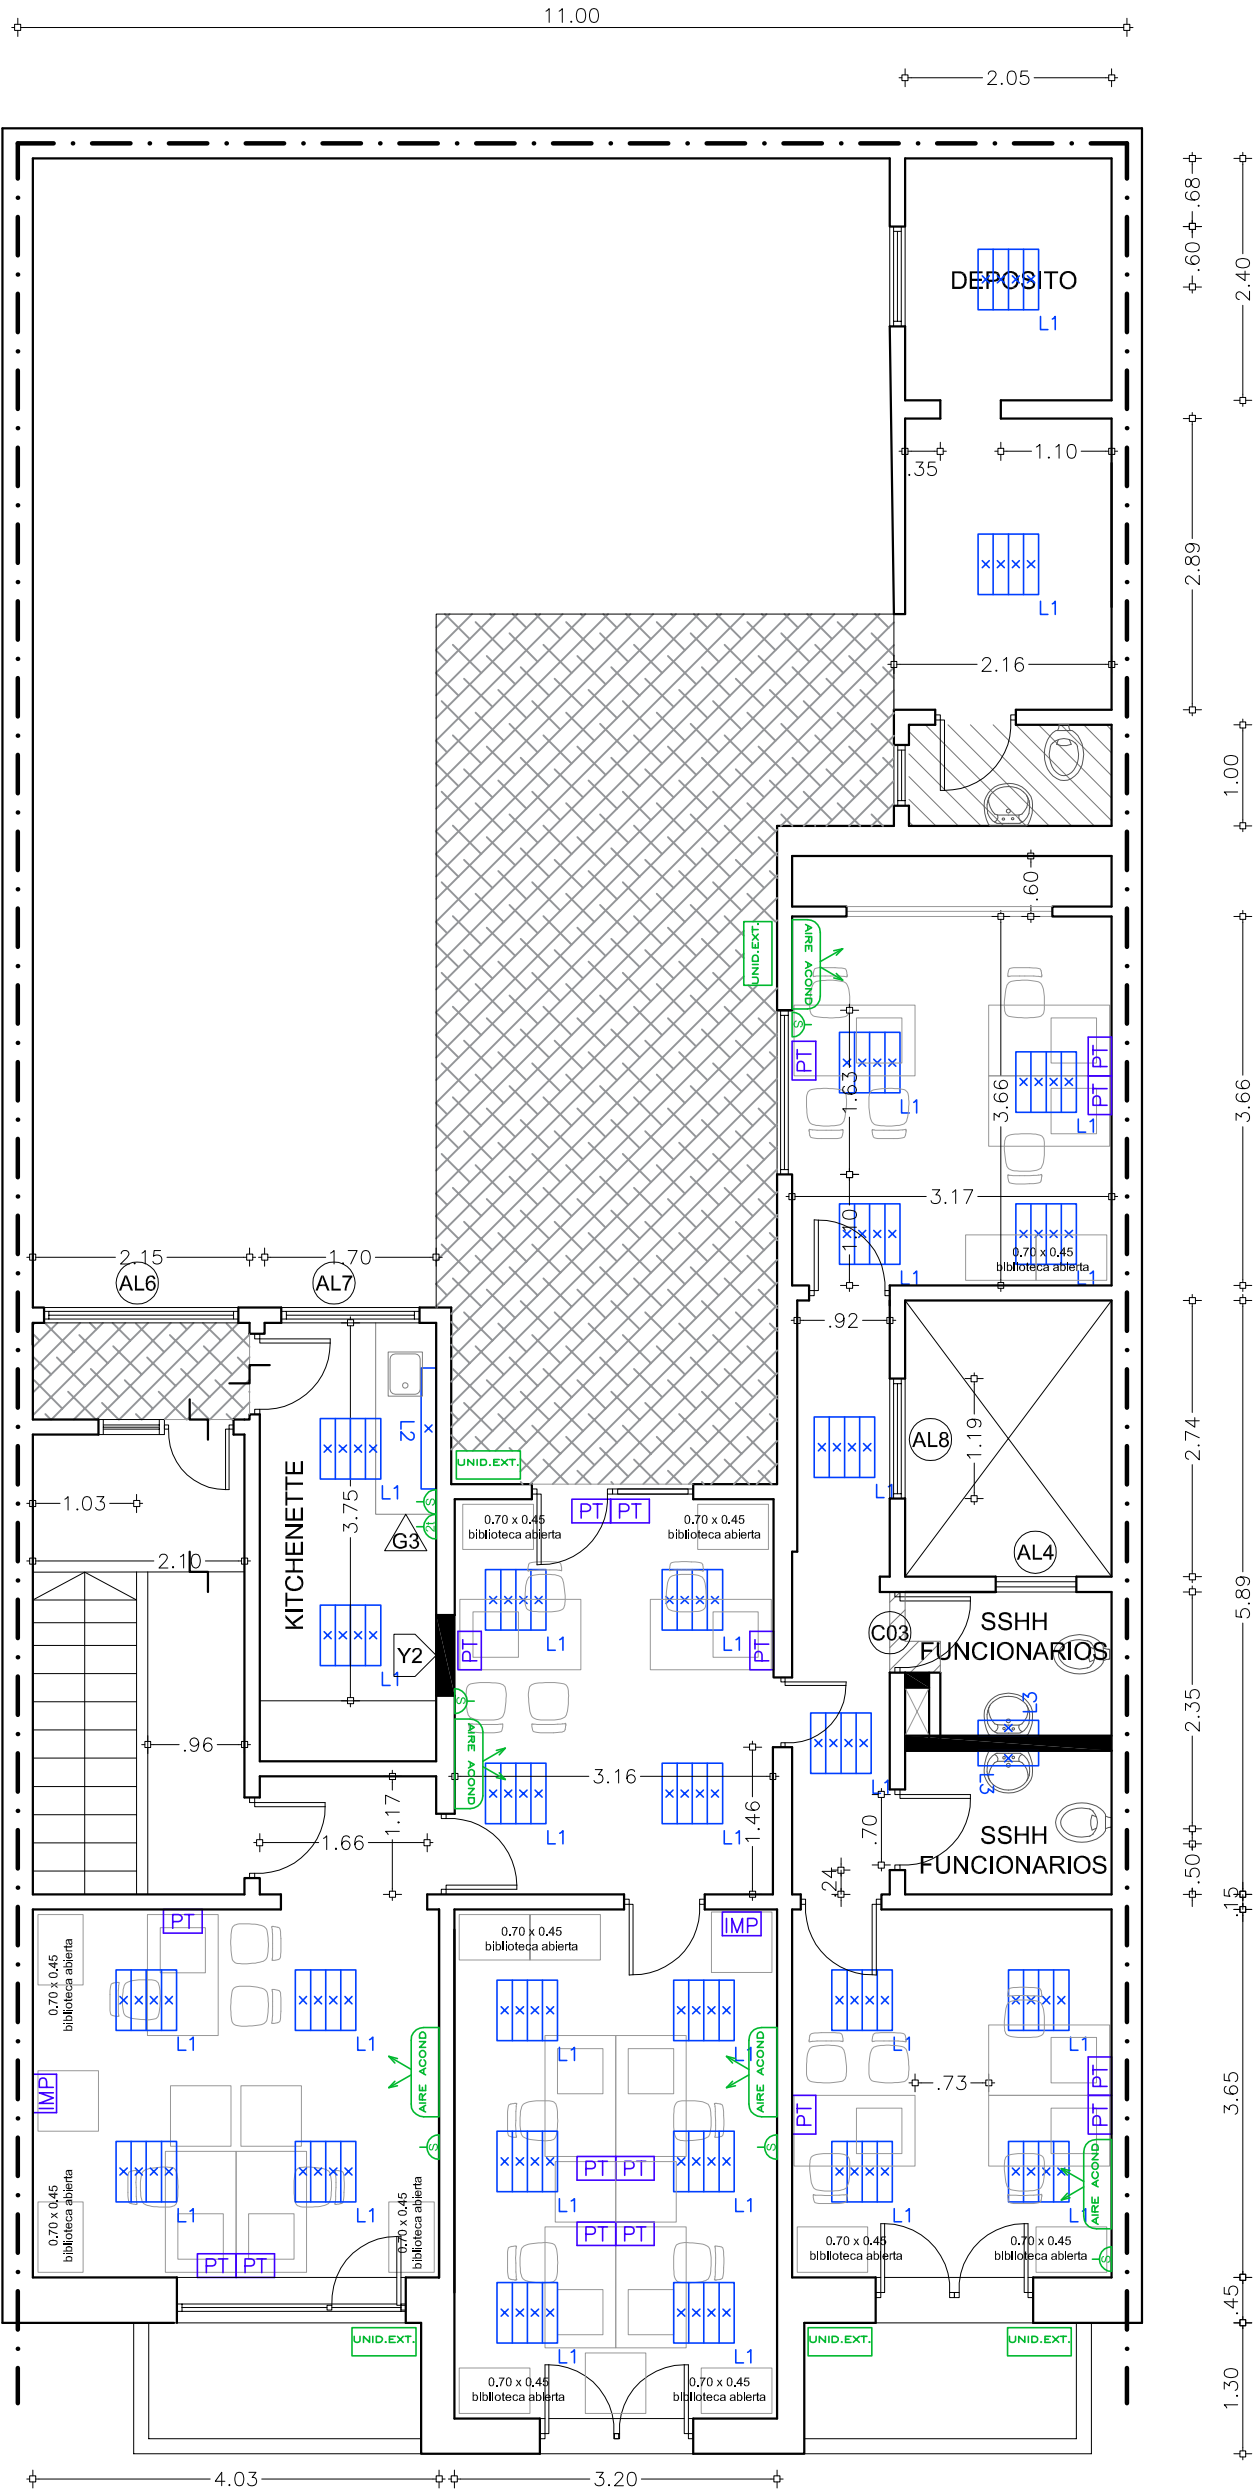 11.00
2.05
.68
.60
2.40
DEPOSITO
L1
.35
1.10
2.89
L1
2.16
1.00
.60
UNID.EXT.
AIRE ACOND
S
PT
1.63
L1
3.66
PT
PT
L1
3.66
3.17
1.10
L1
0.70 x 0.45
biblioteca abierta
L1
2.15
1.70
AL6
AL7
.92
L2
L1
S
2t
G3
3.75
KITCHENETTE
1.03
2.10
UNID.EXT.
PT
PT
0.70 x 0.45
biblioteca abierta
0.70 x 0.45
biblioteca abierta
L1
AL8
1.19
2.74
AL4
5.89
L1
L1
PT
PT
L1
Y2
C03
SSHH
FUNCIONARIOS
S
AIRE ACOND
L3
L3
2.35
.96
3.16
1.17
1.66
L1
L1
1.46
L1
.70
.24
SSHH
FUNCIONARIOS
.50
.15
PT
0.70 x 0.45
biblioteca abierta
0.70 x 0.45
biblioteca abierta
IMP
L1
L1
L1
L1
L1
L1
AIRE ACOND
AIRE ACOND
.73
PT
PT
PT
IMP
3.65
S
S
AIRE ACOND
PT
PT
L1
L1
L1
L1
L1
L1
0.70 x 0.45
biblioteca abierta
0.70 x 0.45
biblioteca abierta
PT
PT
PT
PT
0.70 x 0.45
biblioteca abierta
0.70 x 0.45
biblioteca abierta
S
.45
UNID.EXT.
L1
L1
UNID.EXT.
UNID.EXT.
0.70 x 0.45
biblioteca abierta
0.70 x 0.45
biblioteca abierta
1.30
4.03
3.20